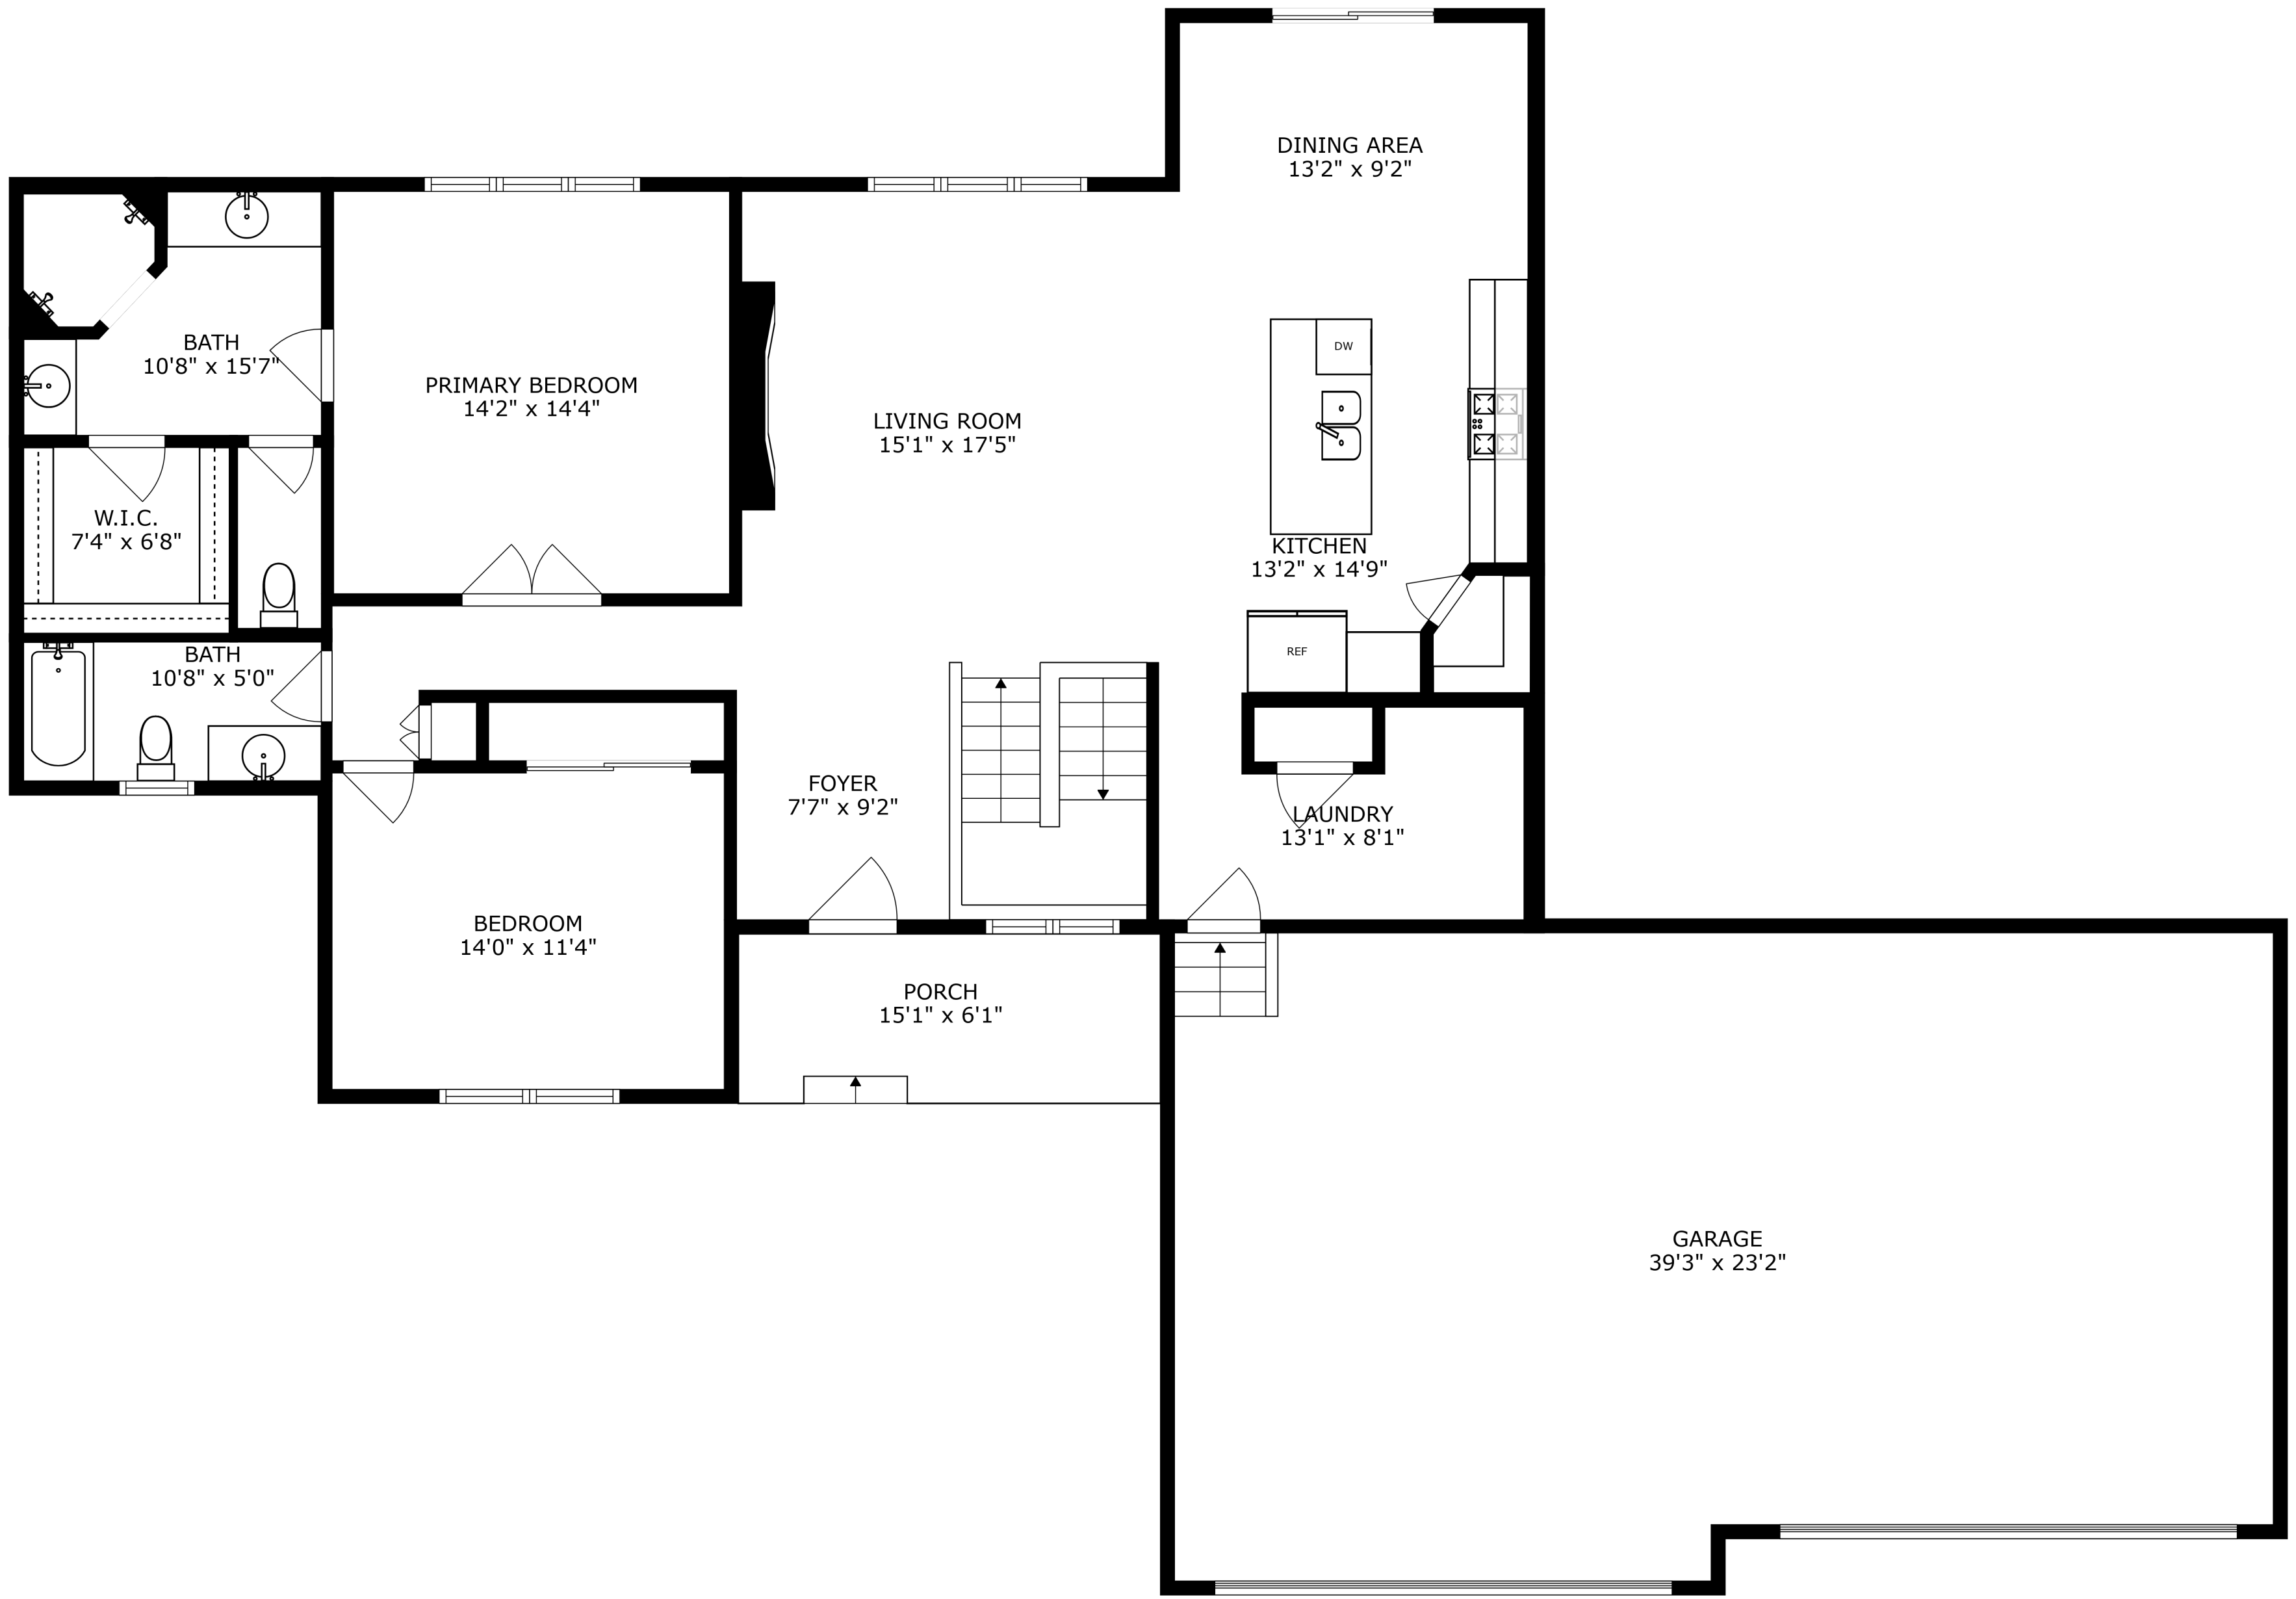 DINING AREA
13'2" x 9'2"
BATH
10'8" x 15'7"
DW
PRIMARY BEDROOM
14'2" x 14'4"
LIVING ROOM
15'1" x 17'5"
W.I.C.
7'4" x 6'8"
KITCHEN
13'2" x 14'9"
BATH
10'8" x 5'0"
REF
FOYER
7'7" x 9'2"
LAUNDRY
13'1" x 8'1"
BEDROOM
14'0" x 11'4"
PORCH
15'1" x 6'1"
GARAGE
39'3" x 23'2"